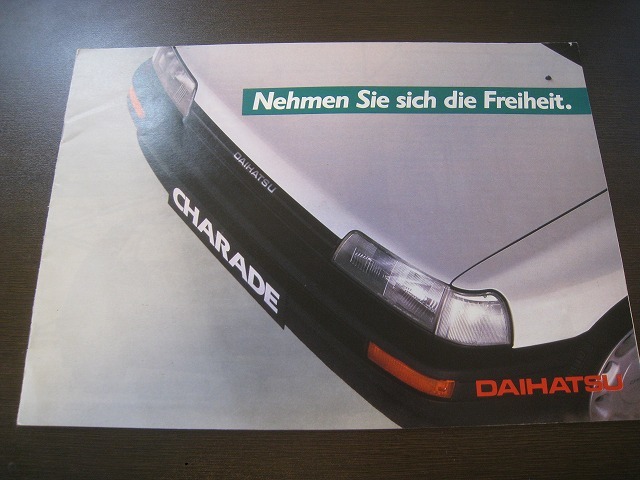 Nehmen Sie sich die Freiheit.
DAIHATSU
CHARADE
DAIHATSU